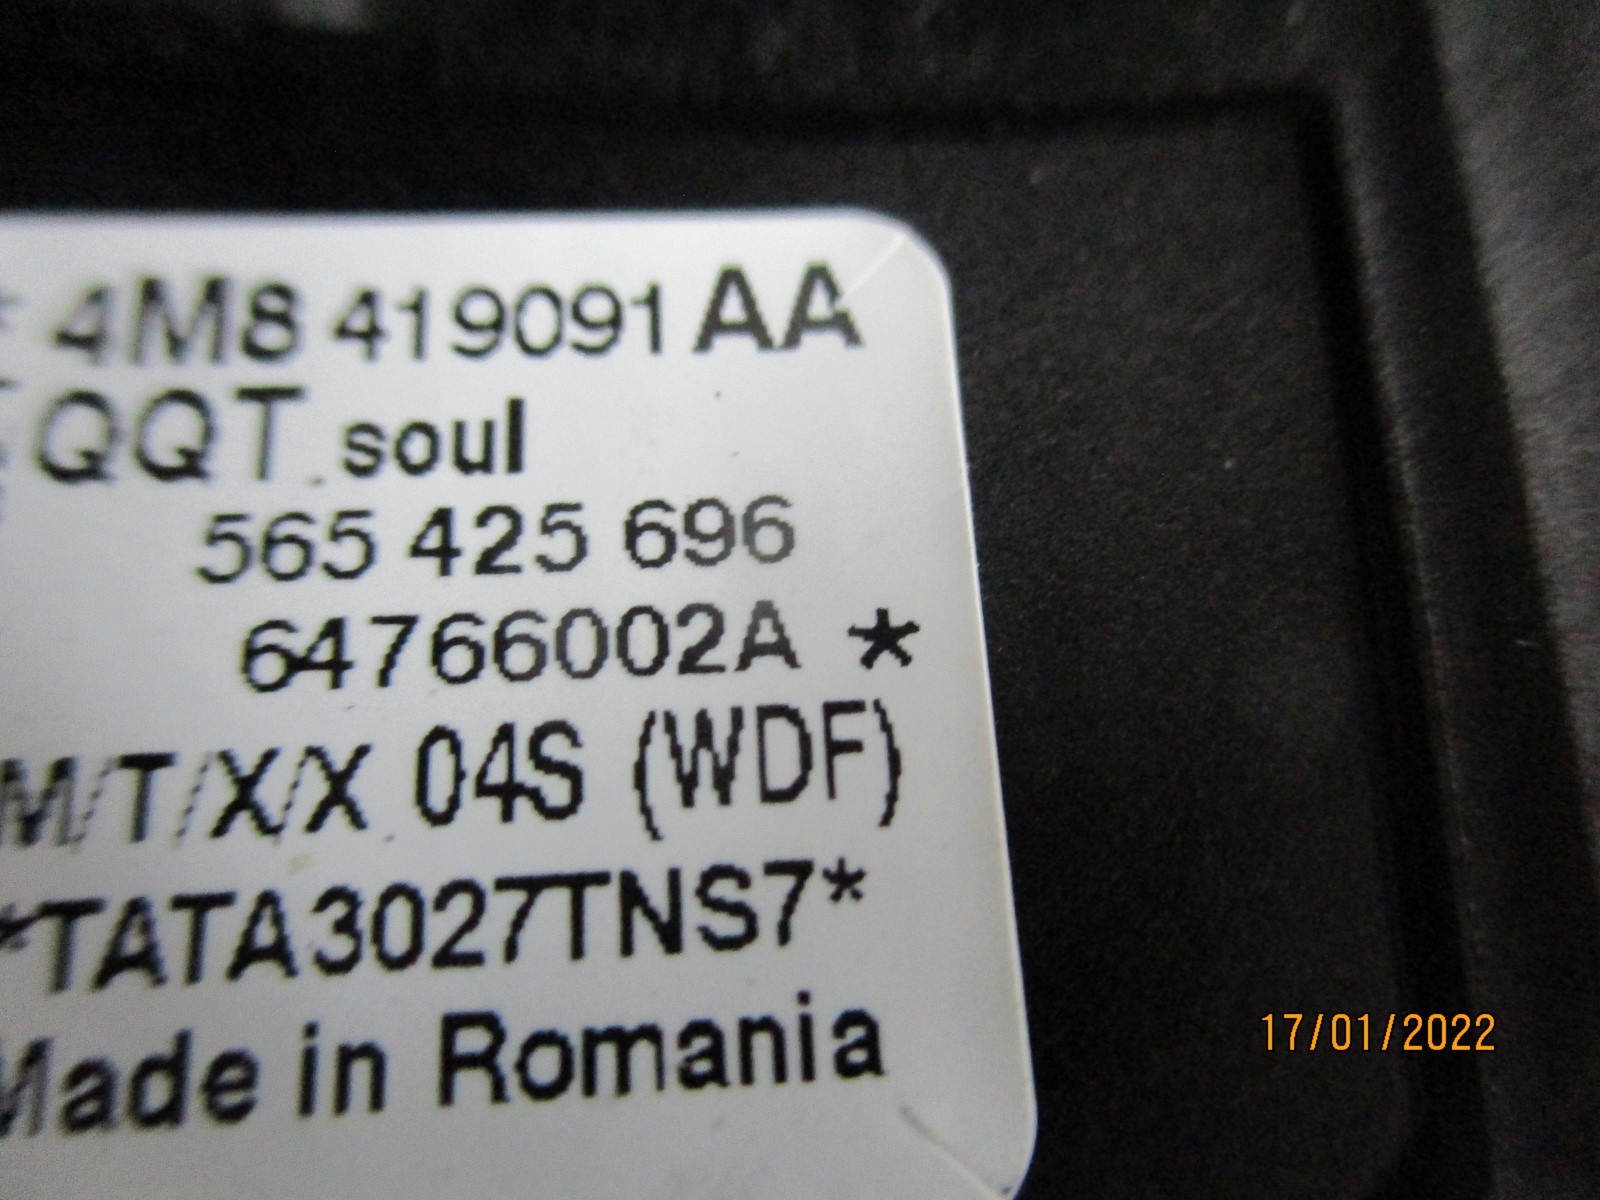 4M8 419091 AA
QQT soul
565 425 696
64766002A *
M/T/X/X 04S (WDF)
*TATA3027TNS7*
Made in Romania
17/01/2022